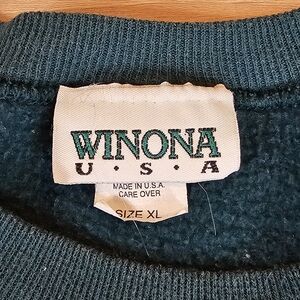 WINONA
U · S · A
MADE IN U.S.A.
CARE OVER
SIZE XL